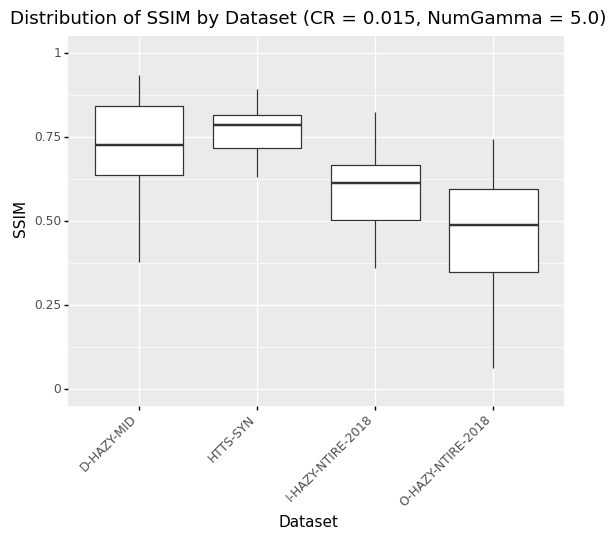 Distribution of SSIM by Dataset (CR = 0.015, NumGamma = 5.0)
1
0.75
0.50
0.25
0
SSIM
D-HAZY-MID
HTTS-SYN
I-HAZY-NTIRE-2018
O-HAZY-NTIRE-2018
Dataset